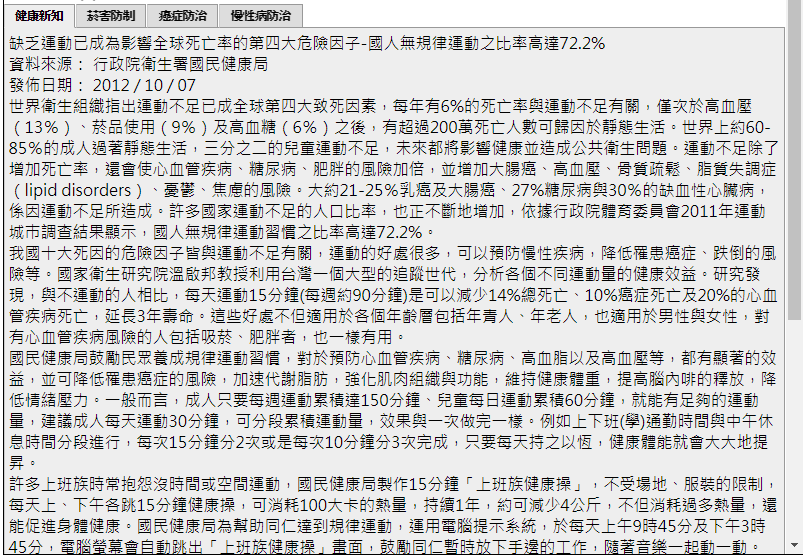 健康新知 菸害防制 癌症防治 慢性病防治
缺乏運動已成為影響全球死亡率的第四大危險因子-國人無規律運動之比率高達72.2%
資料來源： 行政院衛生署國民健康局
發佈日期： 2012 / 10 / 07
世界衛生組織指出運動不足已成全球第四大致死因素，每年有6%的死亡率與運動不足有關，僅次於高血壓
（13%）、菸品使用（9%）及高血糖（6%）之後，有超過200萬死亡人數可歸因於靜態生活。世界上約60-
85%的成人過著靜態生活，三分之二的兒童運動不足，未來都將影響健康並造成公共衛生問題。運動不足除了
增加死亡率，還會使心血管疾病、糖尿病、肥胖的風險加倍，並增加大腸癌、高血壓、骨質疏鬆、脂質失調症
（lipid disorders）、憂鬱、焦慮的風險。大約21-25%乳癌及大腸癌、27%糖尿病與30%的缺血性心臟病，
係因運動不足所造成。許多國家運動不足的人口比率，也正不斷地增加，依據行政院體育委員會2011年運動
城市調查結果顯示，國人無規律運動習慣之比率高達72.2%。
我國十大死因的危險因子皆與運動不足有關，運動的好處很多，可以預防慢性疾病，降低罹患癌症、跌倒的風
險等。國家衛生研究院溫啟邦教授利用台灣一個大型的追蹤世代，分析各個不同運動量的健康效益。研究發
現，與不運動的人相比，每天運動15分鐘(每週約90分鐘)是可以減少14%總死亡、10%癌症死亡及20%的心血
管疾病死亡，延長3年壽命。這些好處不但適用於各個年齡層包括年青人、年老人，也適用於男性與女性，對
有心血管疾病風險的人包括吸菸、肥胖者，也一樣有用。
國民健康局鼓勵民眾養成規律運動習慣，對於預防心血管疾病、糖尿病、高血脂以及高血壓等，都有顯著的效
益，並可降低罹患癌症的風險，加速代謝脂肪，強化肌肉組織與功能，維持健康體重，提高腦內啡的釋放，降
低情緒壓力。一般而言，成人只要每週運動累積達150分鐘、兒童每日運動累積60分鐘，就能有足夠的運動
量，建議成人每天運動30分鐘，可分段累積運動量，效果與一次做完一樣。例如上下班(學)通勤時間與中午休
息時間分段進行，每次15分鐘分2次或是每次10分鐘分3次完成，只要每天持之以恆，健康體能就會大大地提
昇。
許多上班族時常抱怨沒時間或空間運動，國民健康局製作15分鐘「上班族健康操」，不受場地、服裝的限制，
每天上、下午各跳15分鐘健康操，可消耗100大卡的熱量，持續1年，約可減少4公斤，不但消耗過多熱量，還
能促進身體健康。國民健康局為幫助同仁達到規律運動，運用電腦提示系統，於每天上午9時45分及下午3時
45分，電腦螢幕會自動跳出「上班族健康操」畫面，鼓勵同仁暫時放下手邊的工作，隨著音樂一起動一動。